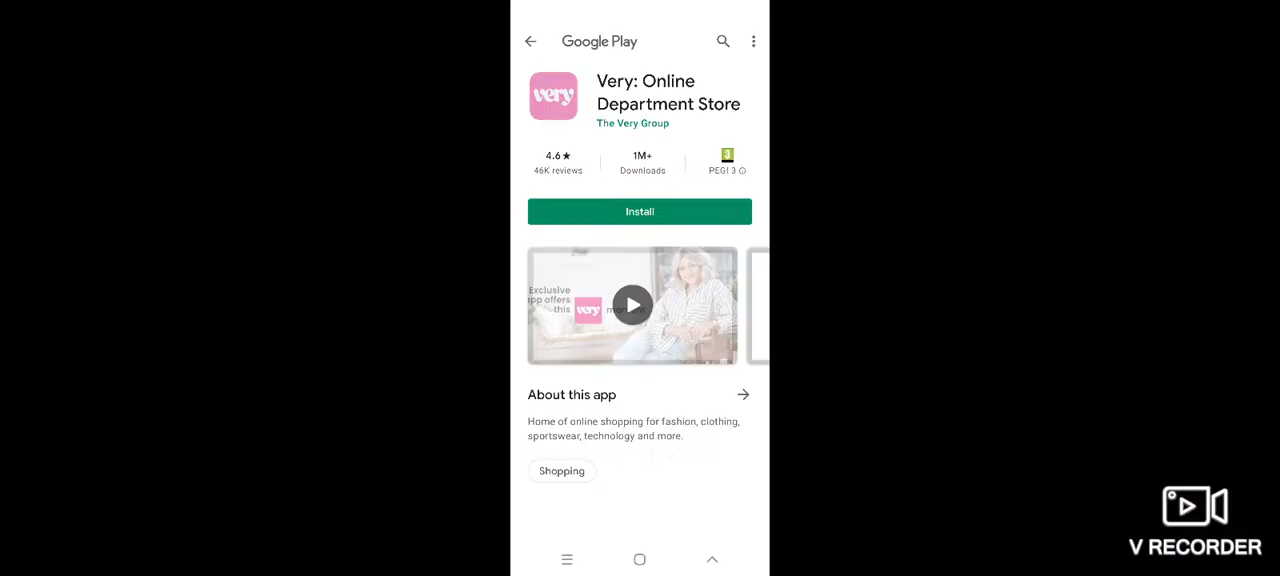 Google Play
very
Very: Online
Department Store
The Very Group
4.6★
46K reviews
1M+
Downloads
3
PEGI 3
Install
Exclusive
app offers
this
very
About this app
Home of online shopping for fashion, clothing,
sportswear, technology and more.
Shopping
V RECORDER